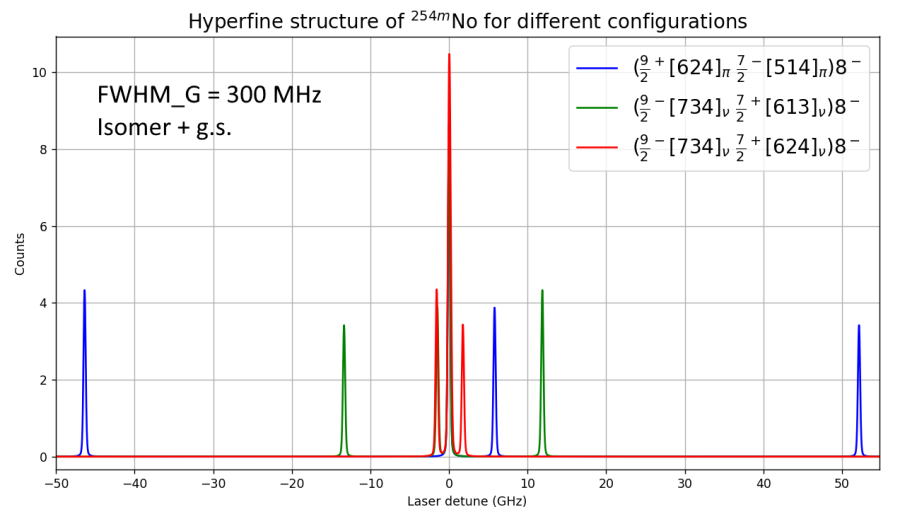 Hyperfine structure of ²⁵⁴ᵐNo for different configurations
FWHM_G = 300 MHz
Isomer + g.s.
(9/2⁺[624]π 7/2⁻[514]π)8⁻
(9/2⁻[734]ν 7/2⁺[613]ν)8⁻
(9/2⁻[734]ν 7/2⁺[624]ν)8⁻
Counts
10
8
6
4
2
0
−50
−40
−30
−20
−10
0
10
20
30
40
50
Laser detune (GHz)